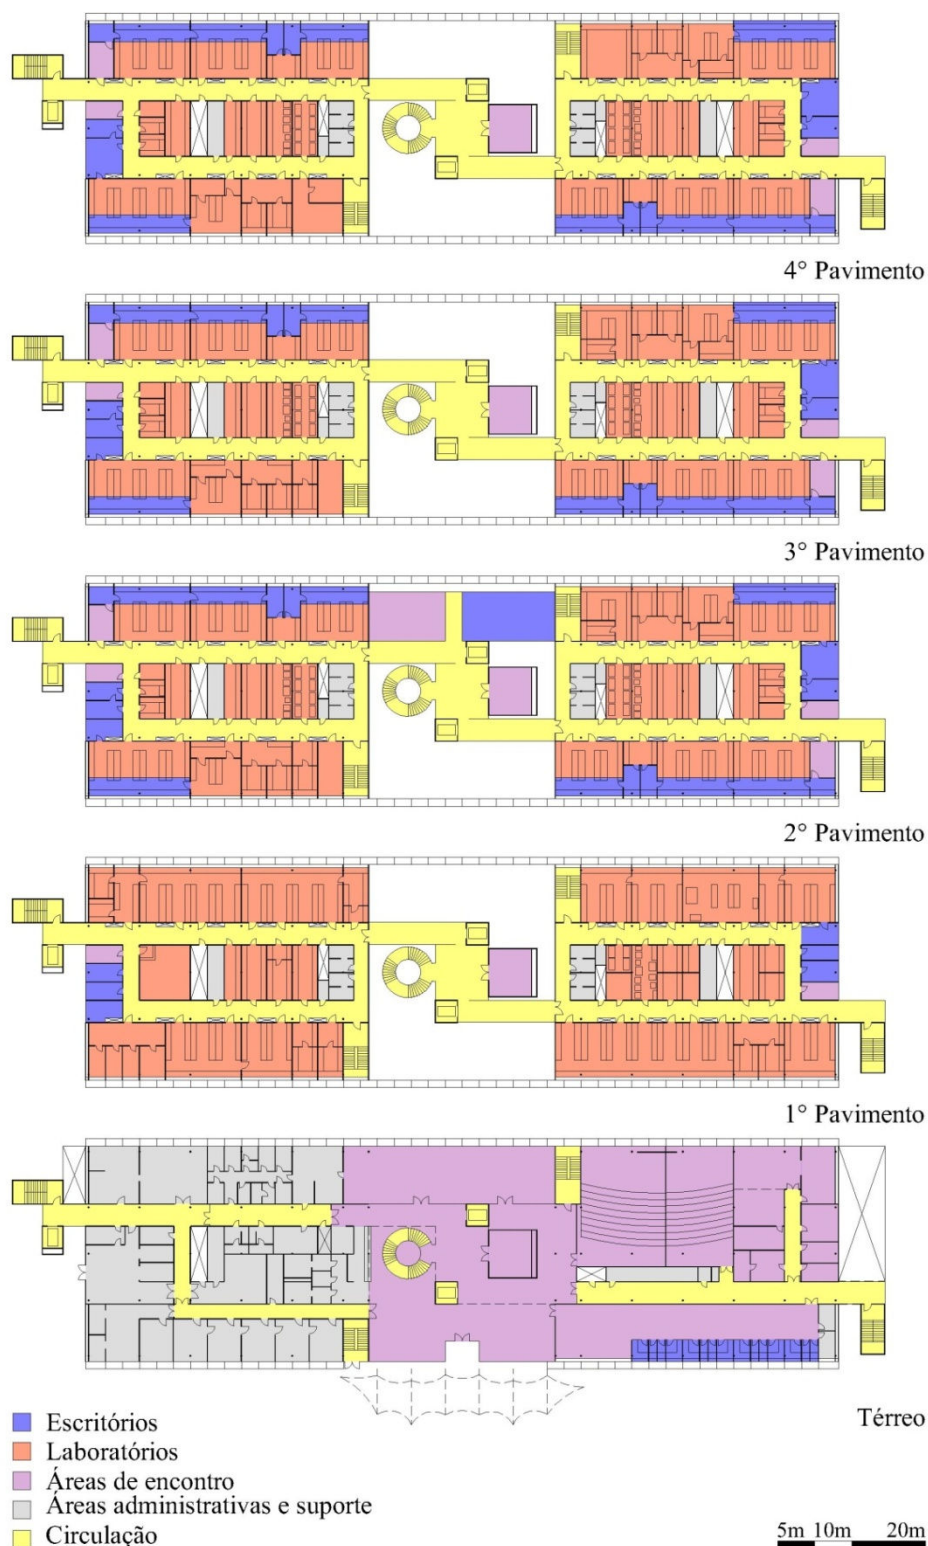 4° Pavimento
3° Pavimento
2° Pavimento
1° Pavimento
Térreo
Escritórios
Laboratórios
Áreas de encontro
Áreas administrativas e suporte
Circulação
5m 10m 20m